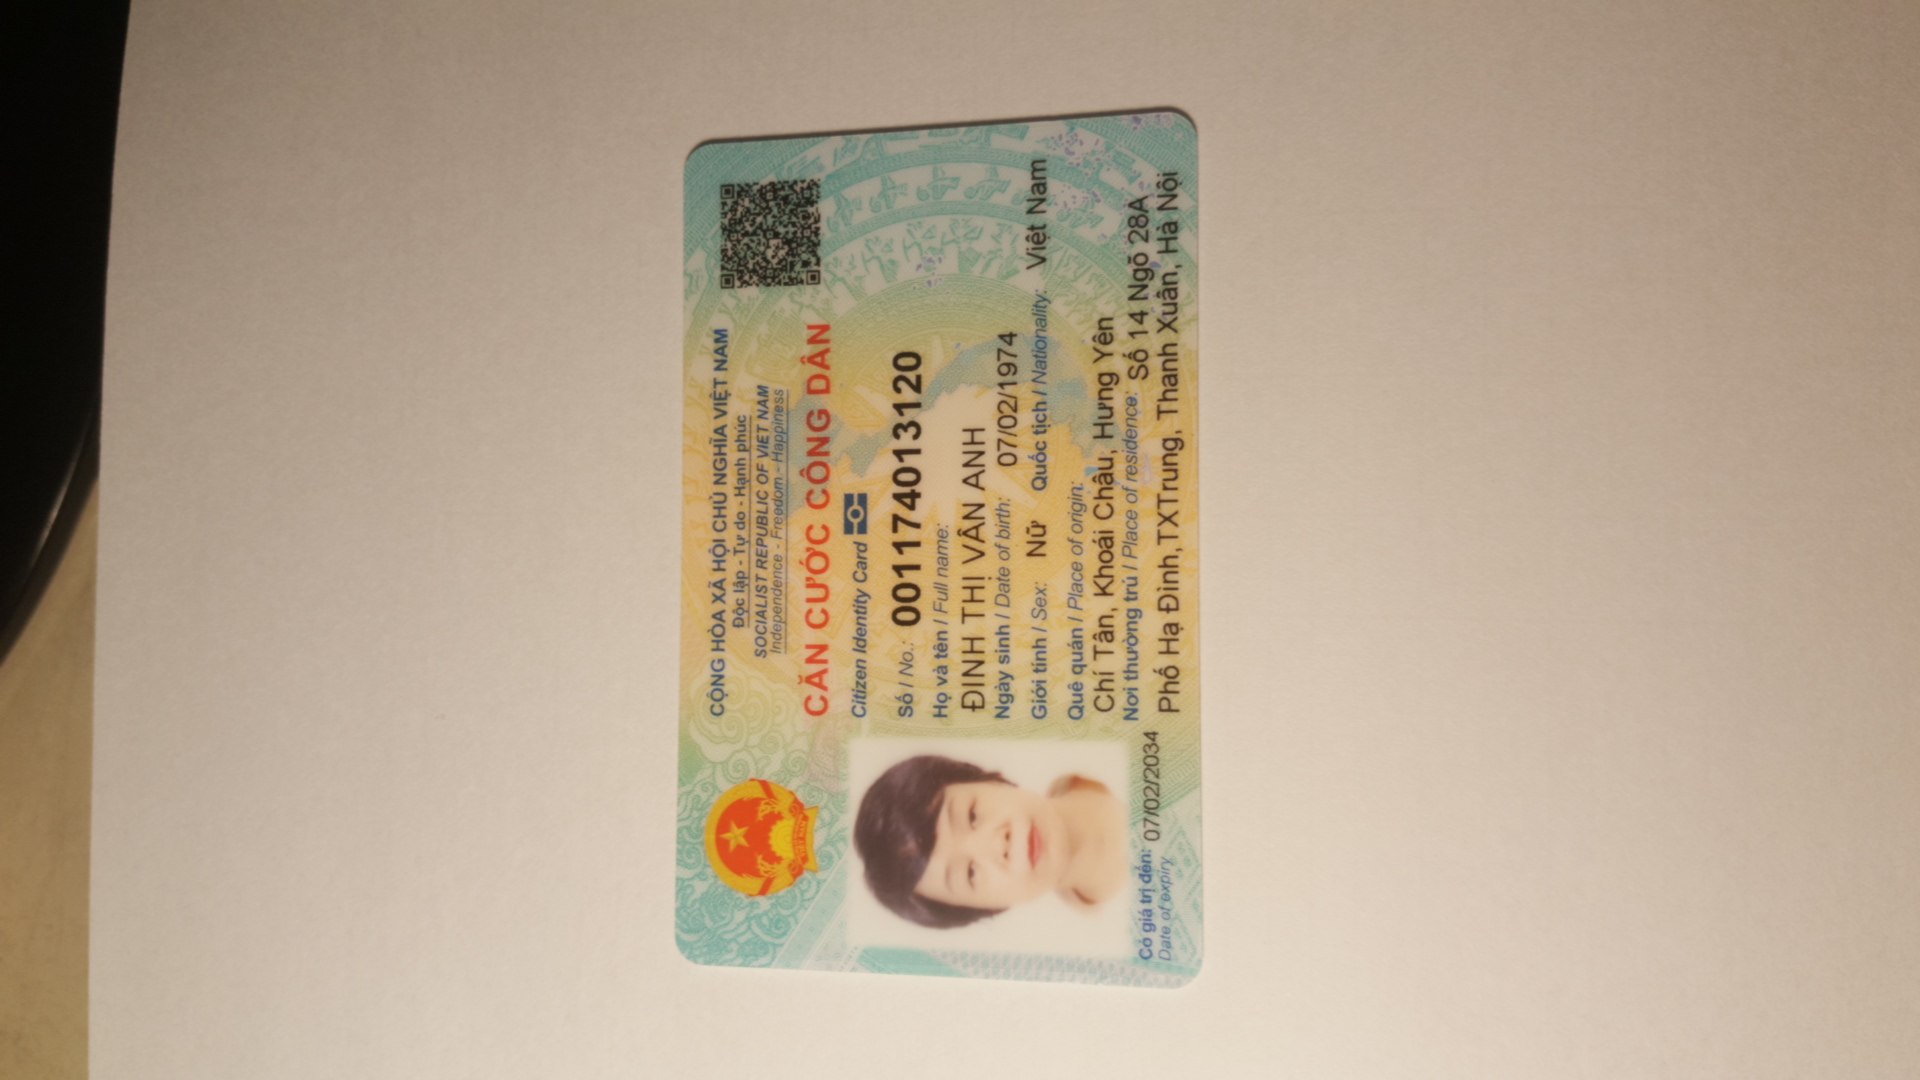 CỘNG HÒA XÃ HỘI CHỦ NGHĨA VIỆT NAM
Độc lập - Tự do - Hạnh phúc
SOCIALIST REPUBLIC OF VIET NAM
Independence - Freedom - Happiness
CĂN CƯỚC CÔNG DÂN
Citizen Identity Card
Số / No.: 001174013120
Họ và tên / Full name:
ĐINH THỊ VÂN ANH
Ngày sinh / Date of birth: 07/02/1974
Giới tính / Sex: Nữ Quốc tịch / Nationality: Việt Nam
Quê quán / Place of origin:
Chí Tân, Khoái Châu, Hưng Yên
Nơi thường trú / Place of residence: Số 14 Ngõ 28A
Phố Hạ Đình,TXTrung, Thanh Xuân, Hà Nội
Có giá trị đến: 07/02/2034
Date of expiry
VIỆT NAM